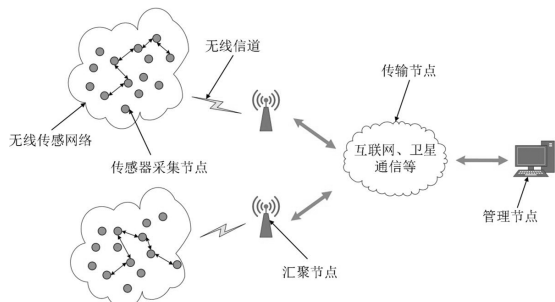 无线信道
传输节点
无线传感网络
传感器采集节点
互联网、卫星
通信等
管理节点
汇聚节点